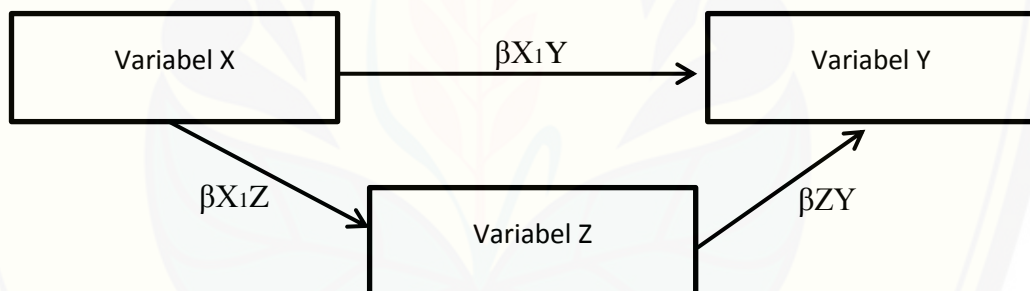 Variabel X
βX1Y
Variabel Y
βX1Z
Variabel Z
βZY